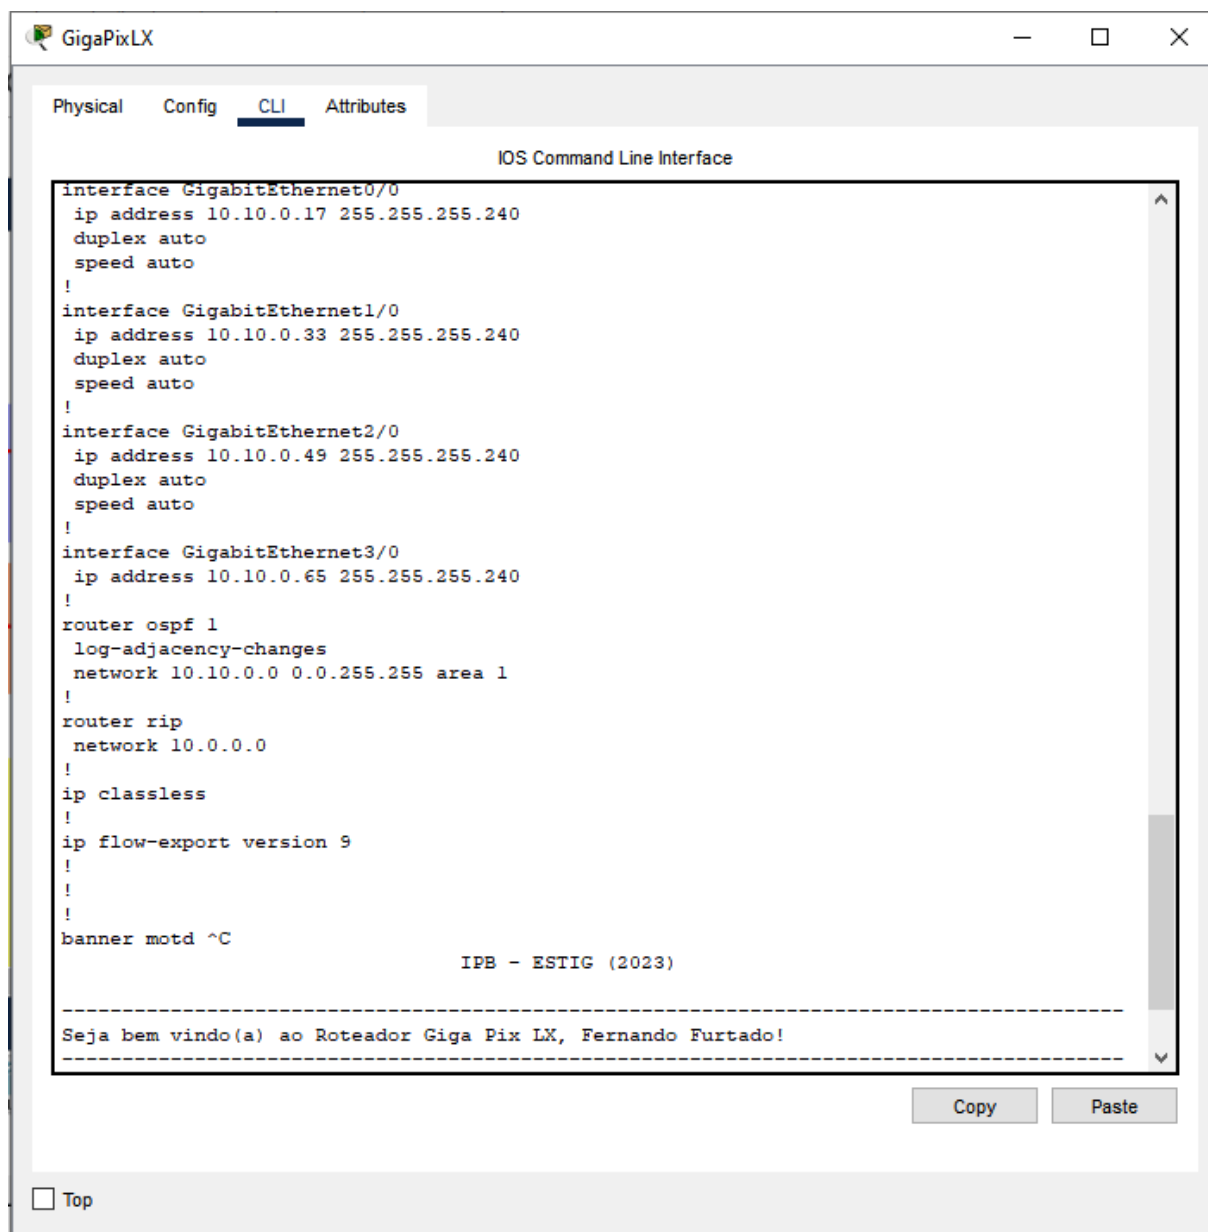 GigaPixLX
Physical Config CLI Attributes
IOS Command Line Interface
interface GigabitEthernet0/0
ip address 10.10.0.17 255.255.255.240
duplex auto
speed auto
!
interface GigabitEthernet1/0
ip address 10.10.0.33 255.255.255.240
duplex auto
speed auto
!
interface GigabitEthernet2/0
ip address 10.10.0.49 255.255.255.240
duplex auto
speed auto
!
interface GigabitEthernet3/0
ip address 10.10.0.65 255.255.255.240
!
router ospf 1
log-adjacency-changes
network 10.10.0.0 0.0.255.255 area 1
!
router rip
network 10.0.0.0
!
ip classless
!
ip flow-export version 9
!
!
!
banner motd ^C
IPB - ESTIG (2023)
----------------------------------------------------------------------------------------
Seja bem vindo(a) ao Roteador Giga Pix LX, Fernando Furtado!
----------------------------------------------------------------------------------------
Copy Paste
Top